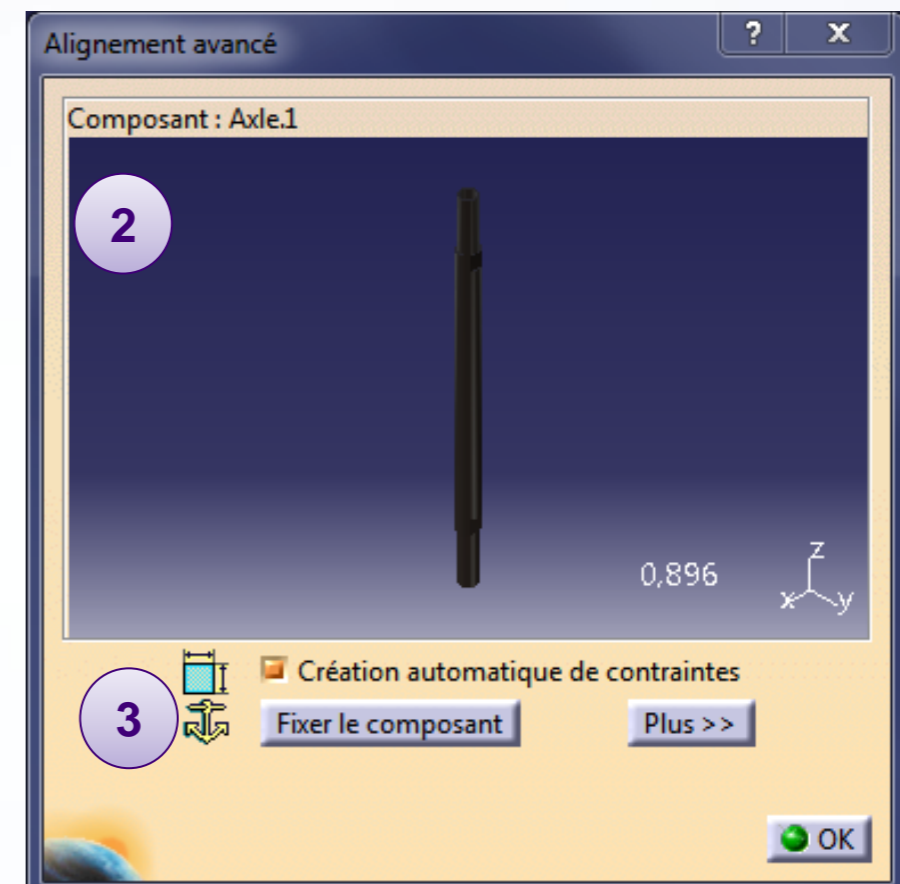 Alignement avancé
? x
Composant : Axle.1
2
0,896
z
x y
Création automatique de contraintes
3
Fixer le composant Plus >>
OK